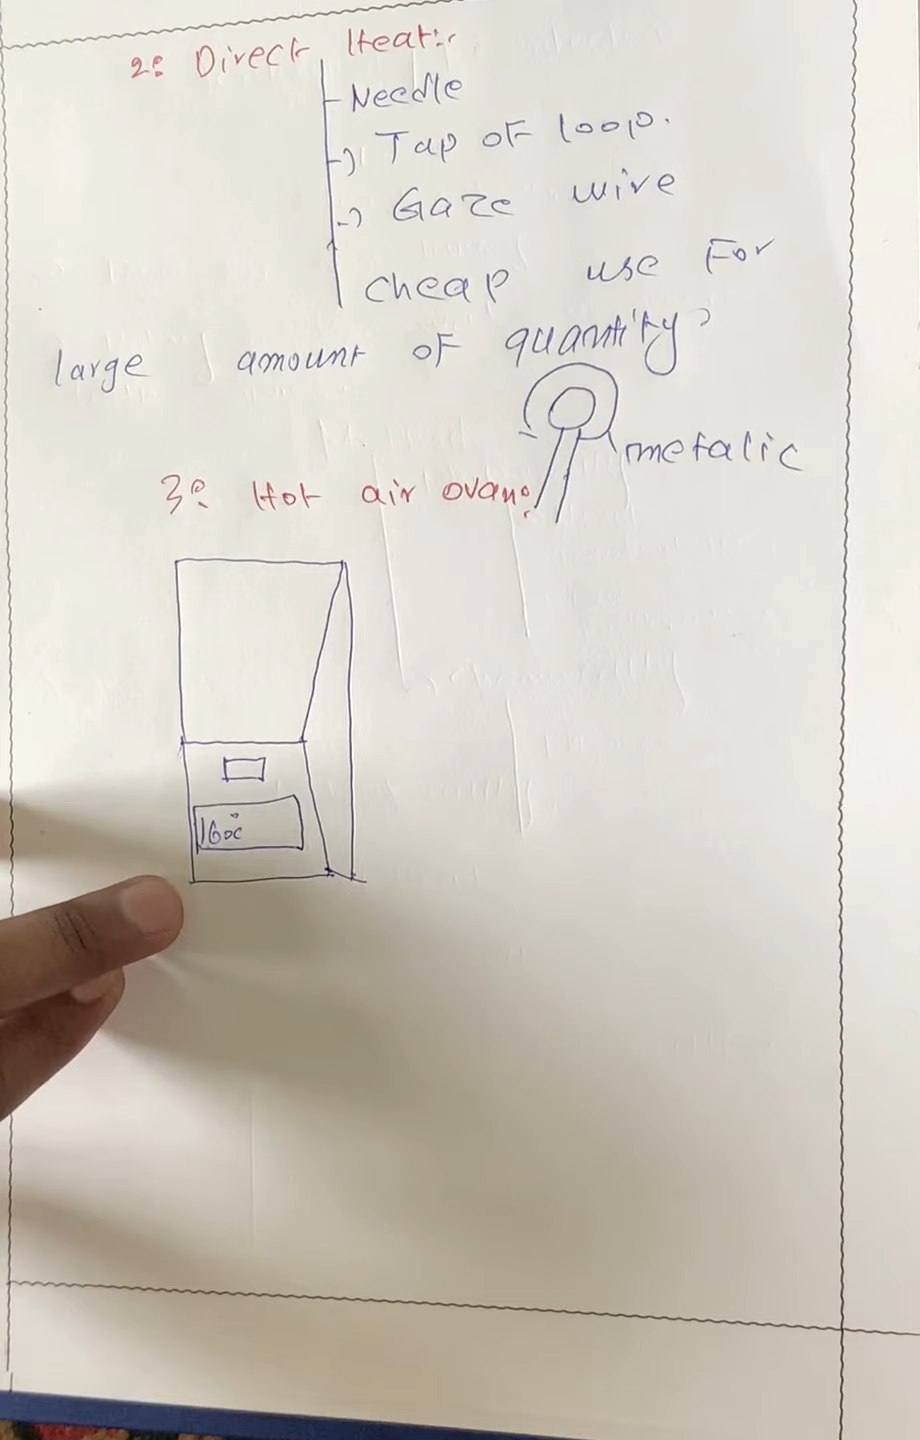 2: Direct Heat:-
Needle
-) Tap of loop.
-) Gaze wire
cheap use For
large amount of quantity
metalic
3: Hot air ovan:
160c°